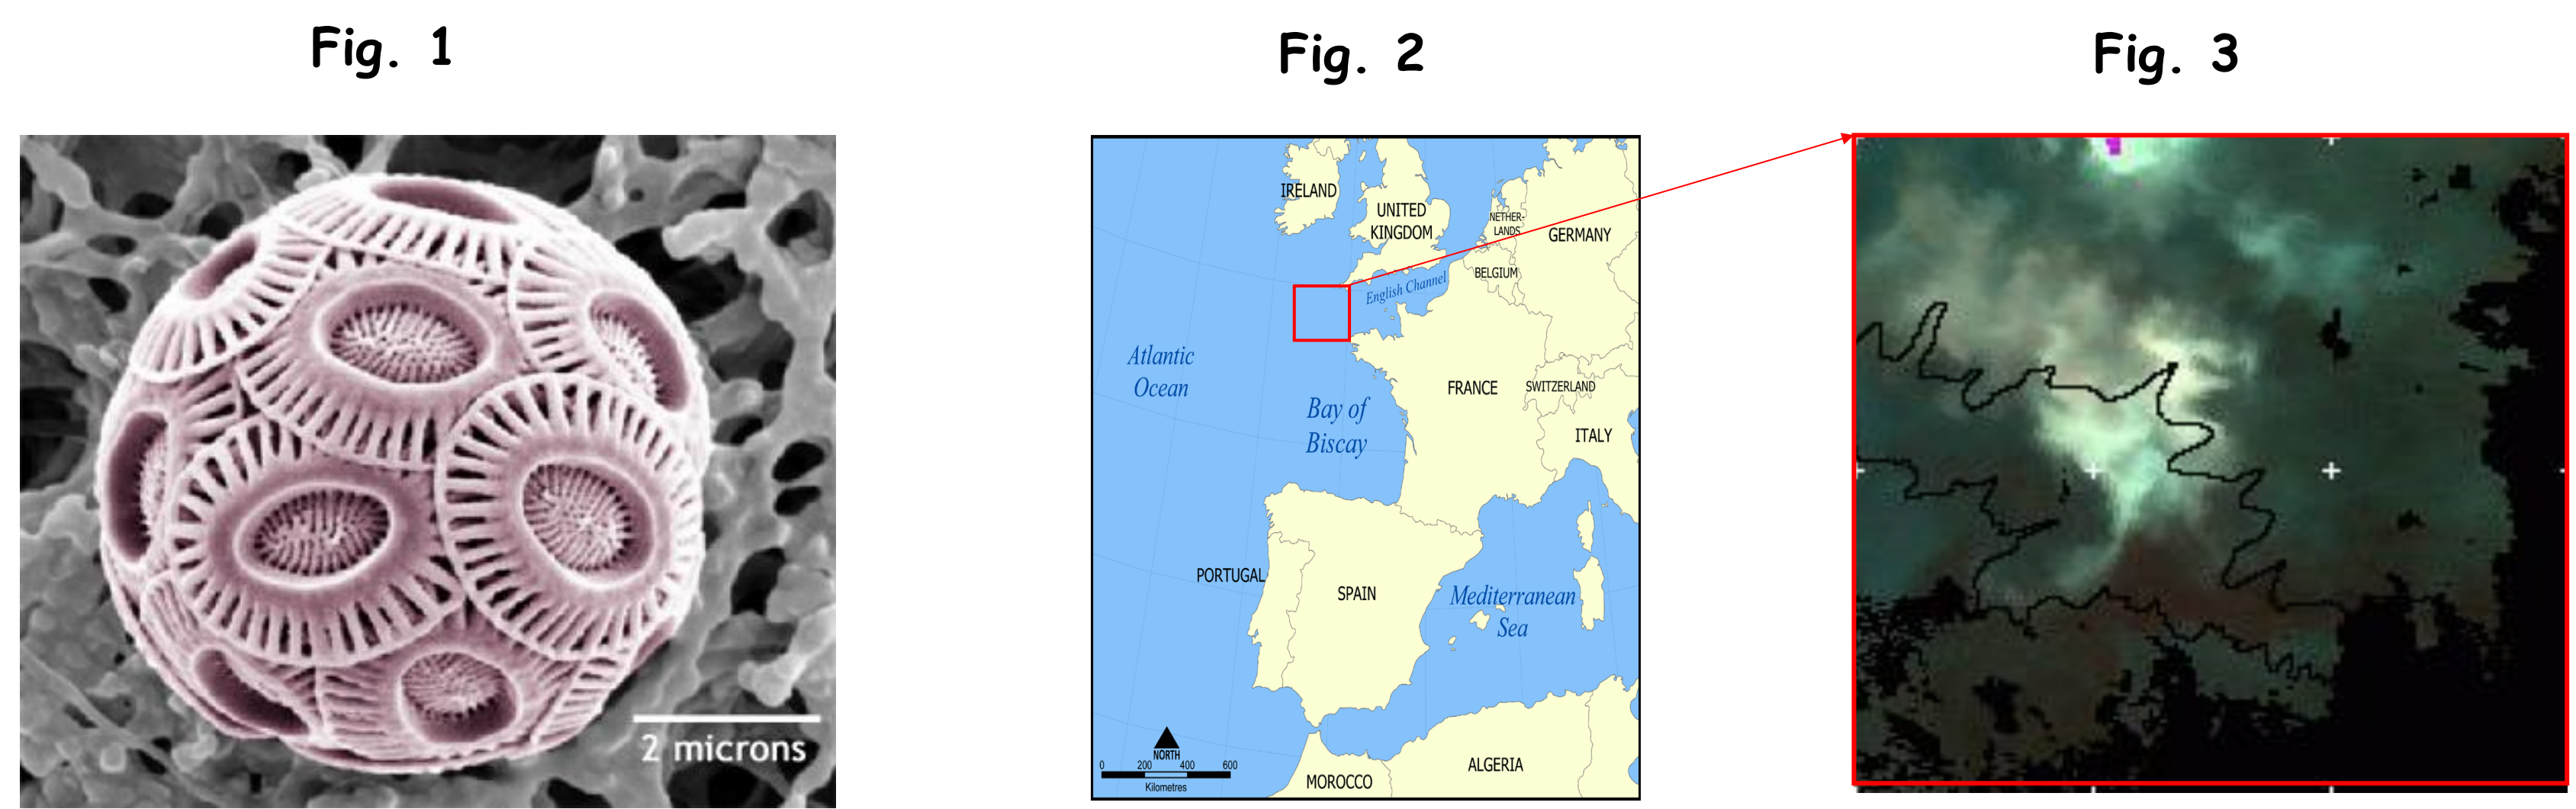 Fig. 1
Fig. 2
Fig. 3
2 microns
IRELAND
UNITED
KINGDOM
NETHER-
LANDS
GERMANY
BELGIUM
English Channel
Atlantic
Ocean
FRANCE
SWITZERLAND
Bay of
Biscay
ITALY
PORTUGAL
SPAIN
Mediterranean
Sea
NORTH
0 200 400 600
Kilometres
MOROCCO
ALGERIA